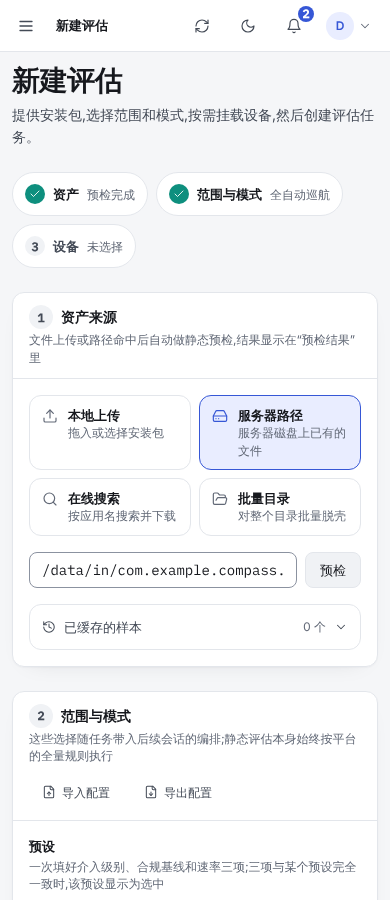 新建评估
2
D
新建评估
提供安装包,选择范围和模式,按需挂载设备,然后创建评估任
务。
资产 预检完成
范围与模式 全自动巡航
3 设备 未选择
1 资产来源
文件上传或路径命中后自动做静态预检,结果显示在“预检结果”
里
本地上传
拖入或选择安装包
服务器路径
服务器磁盘上已有的
文件
在线搜索
按应用名搜索并下载
批量目录
对整个目录批量脱壳
/data/in/com.example.compass.
预检
已缓存的样本
0 个
2 范围与模式
这些选择随任务带入后续会话的编排;静态评估本身始终按平台
的全量规则执行
导入配置
导出配置
预设
一次填好介入级别、合规基线和速率三项;三项与某个预设完全
一致时,该预设显示为选中